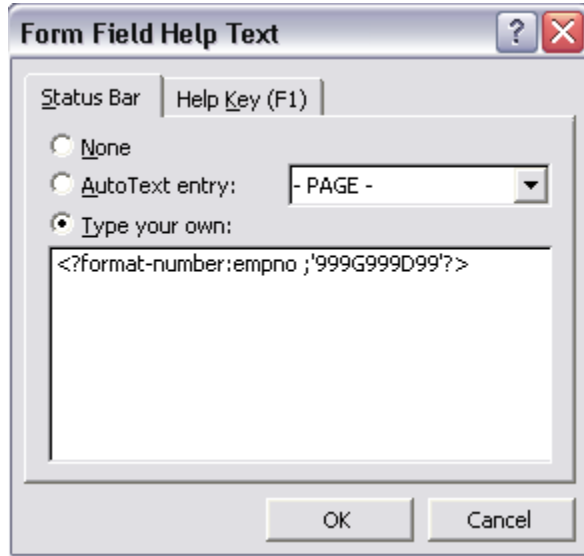 Form Field Help Text
?
Status Bar
Help Key (F1)
None
AutoText entry:
- PAGE -
Type your own:
<?format-number:empno ;'999G999D99'?>
OK
Cancel